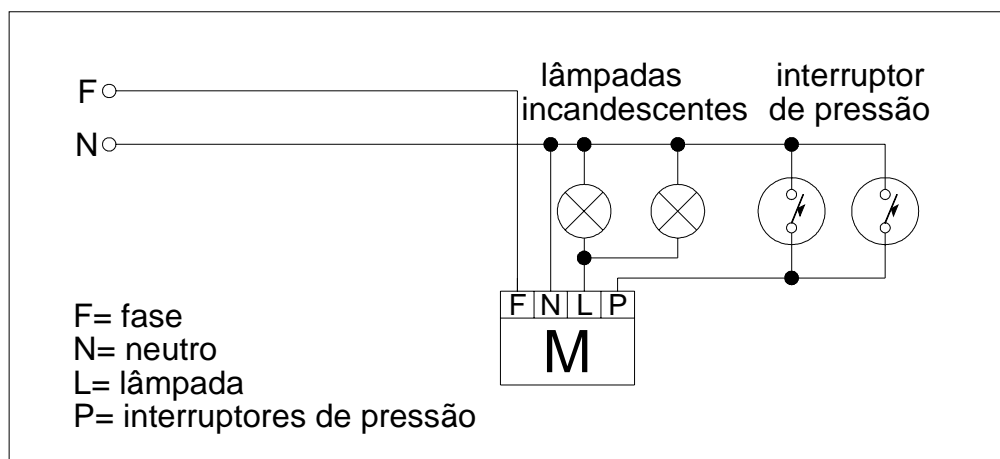 F
N
lâmpadas
incandescentes
interruptor
de pressão
F N L P
M
F= fase
N= neutro
L= lâmpada
P= interruptores de pressão